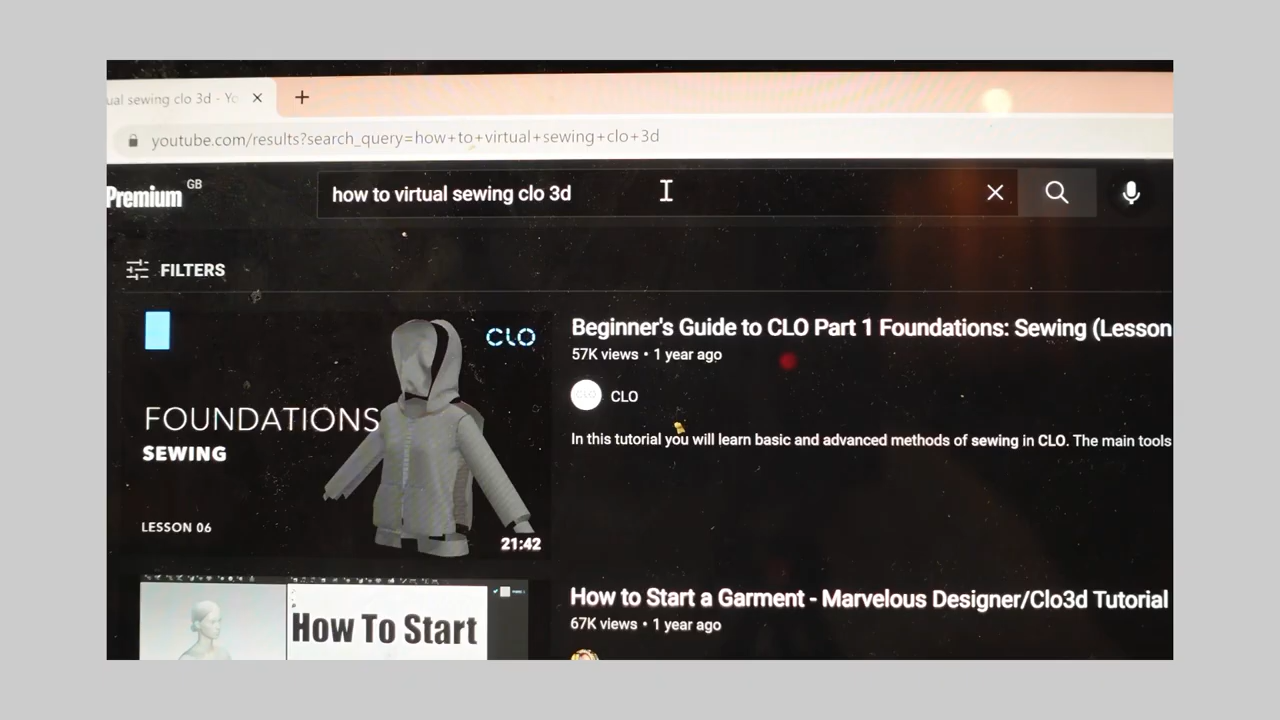 ual sewing clo 3d - Yo
youtube.com/results?search_query=how+to+virtual+sewing+clo+3d
Premium GB
how to virtual sewing clo 3d
FILTERS
CLO
FOUNDATIONS
SEWING
LESSON 06
21:42
Beginner's Guide to CLO Part 1 Foundations: Sewing (Lesson
57K views • 1 year ago
CLO CLO
In this tutorial you will learn basic and advanced methods of sewing in CLO. The main tools
How To Start
How to Start a Garment - Marvelous Designer/Clo3d Tutorial
67K views • 1 year ago